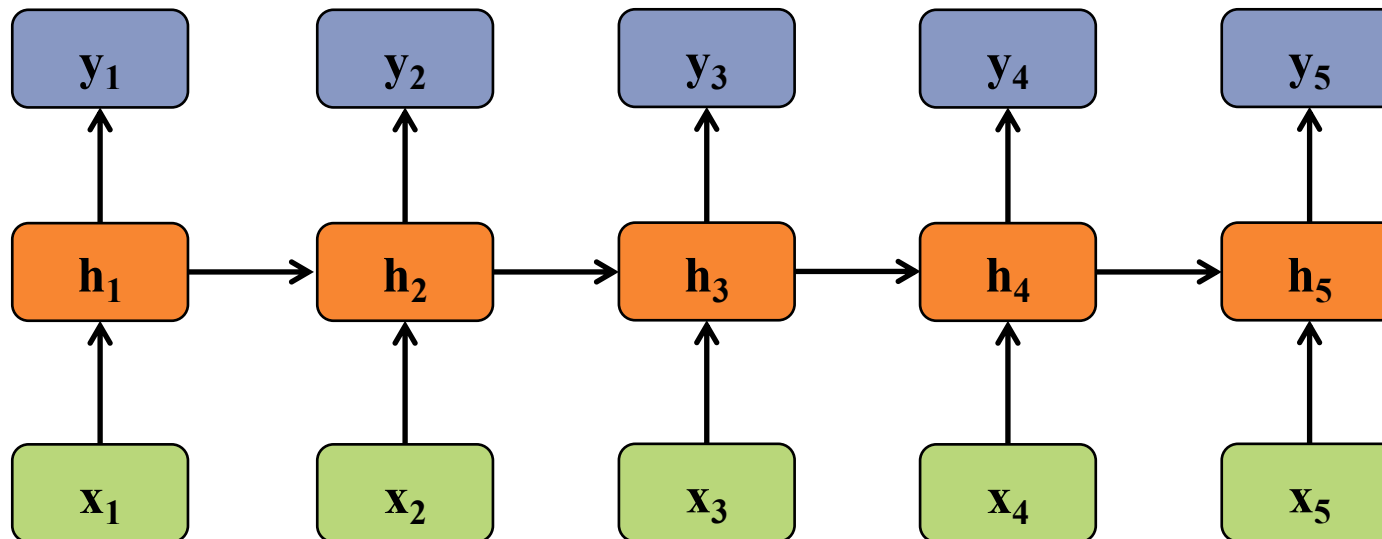 y₁ y₂ y₃ y₄ y₅
h₁ h₂ h₃ h₄ h₅
x₁ x₂ x₃ x₄ x₅